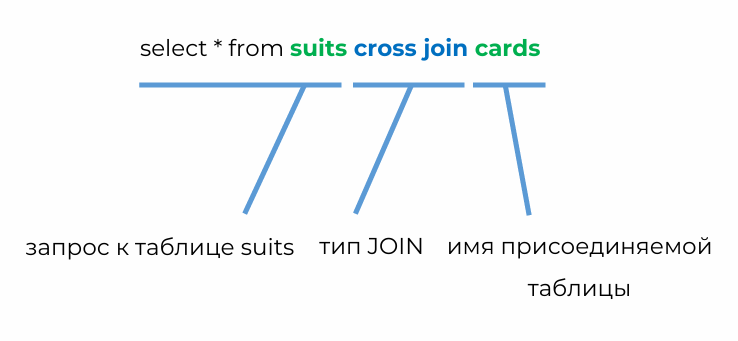 select * from suits cross join cards
запрос к таблице suits
тип JOIN
имя присоединяемой
таблицы